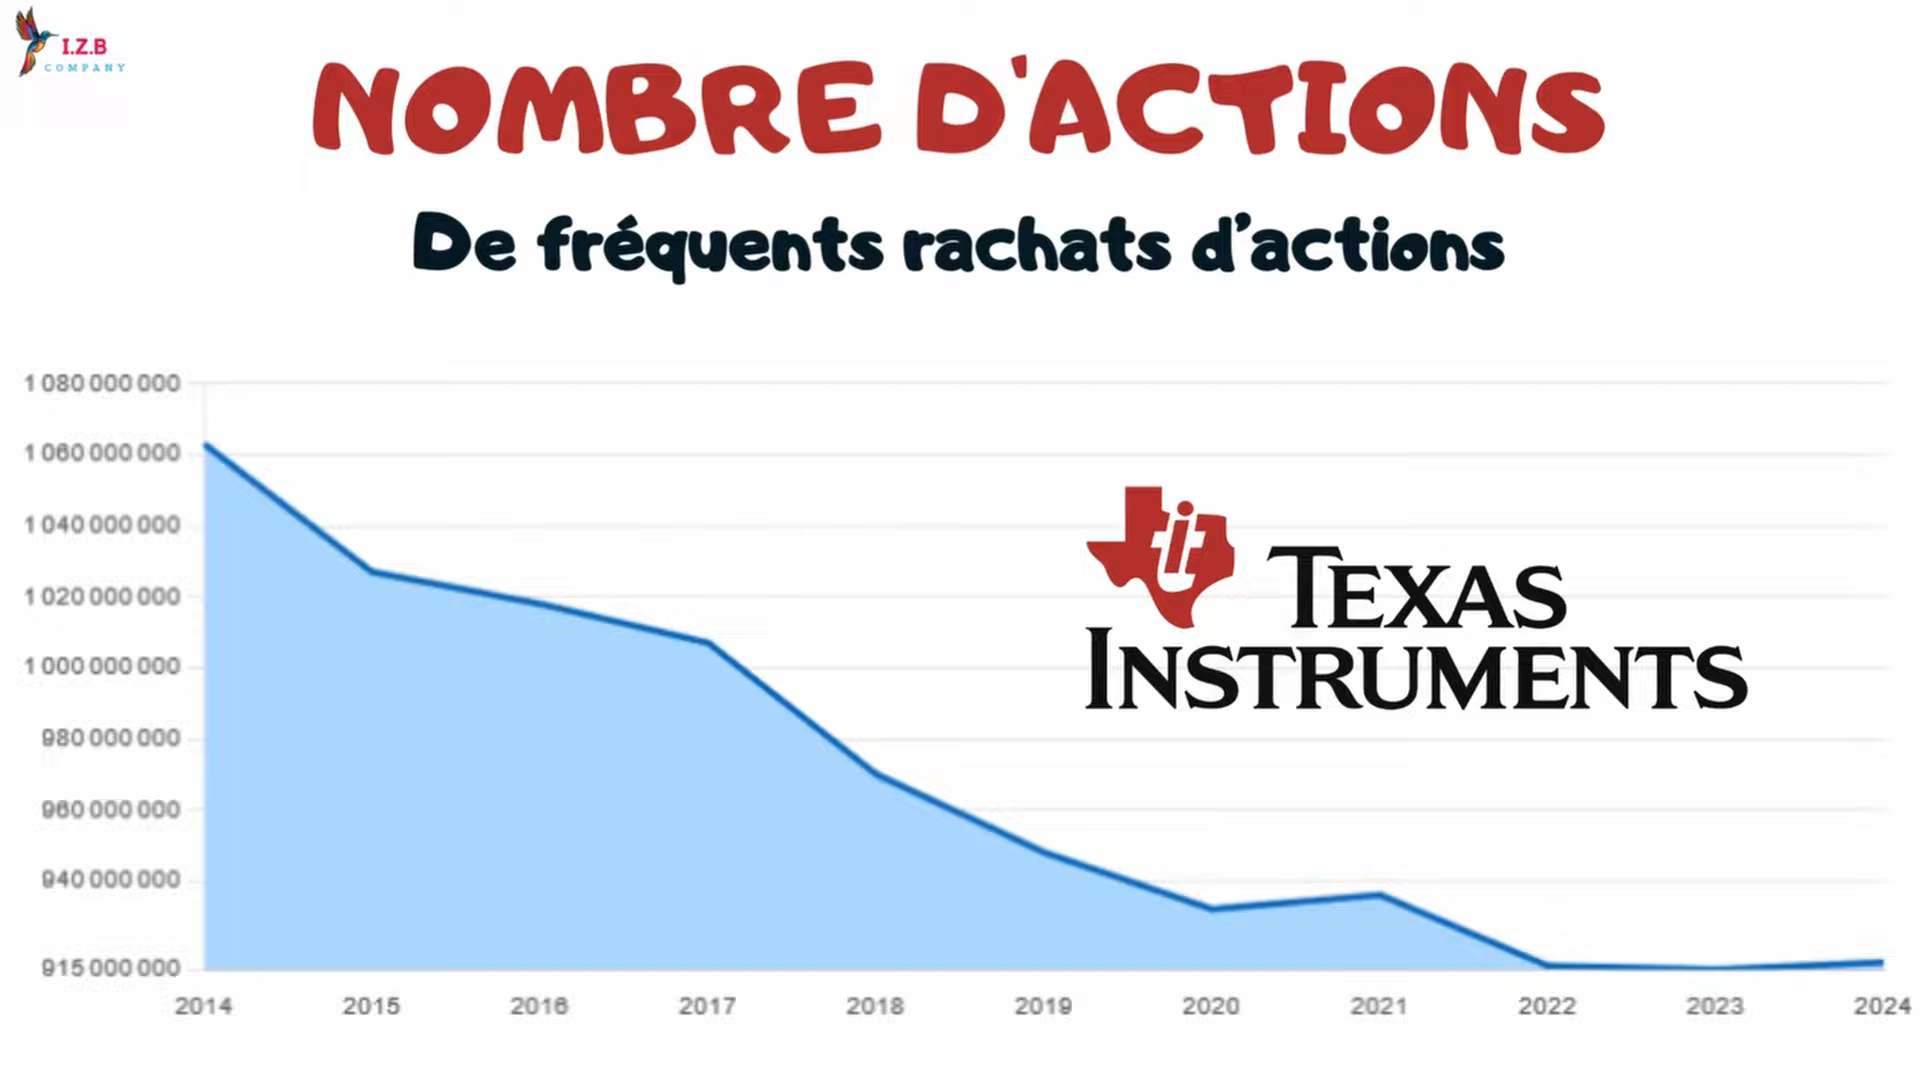 I.Z.B
COMPANY
NOMBRE D'ACTIONS
De fréquents rachats d'actions
1 080 000 000
1 060 000 000
1 040 000 000
1 020 000 000
1 000 000 000
980 000 000
960 000 000
940 000 000
915 000 000
TEXAS
INSTRUMENTS
2014 2015 2016 2017 2018 2019 2020 2021 2022 2023 2024